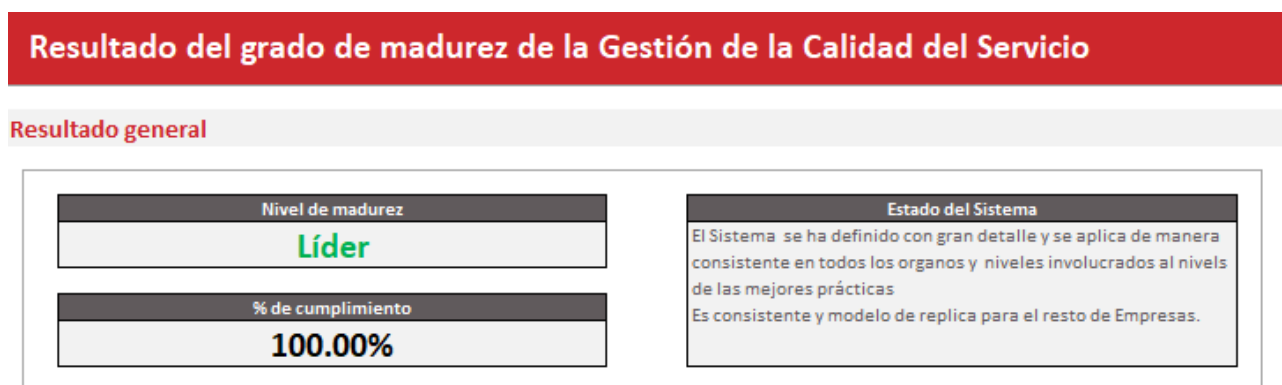 Resultado del grado de madurez de la Gestión de la Calidad del Servicio
Resultado general
Nivel de madurez
Líder
% de cumplimiento
100.00%
Estado del Sistema
El Sistema se ha definido con gran detalle y se aplica de manera
consistente en todos los organos y niveles involucrados al nivels
de las mejores prácticas
Es consistente y modelo de replica para el resto de Empresas.